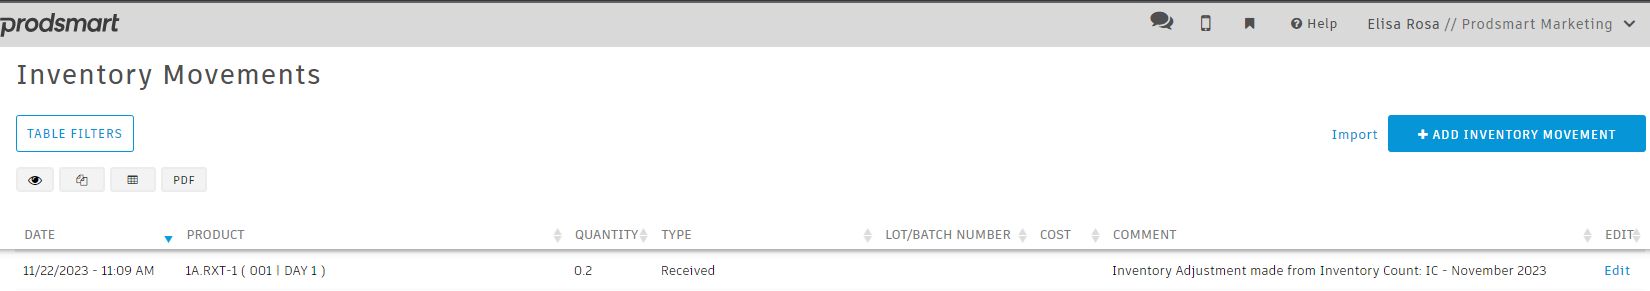 prodsmart
Help
Elisa Rosa // Prodsmart Marketing
Inventory Movements
TABLE FILTERS
Import
+ ADD INVENTORY MOVEMENT
PDF
DATE PRODUCT QUANTITY TYPE LOT/BATCH NUMBER COST COMMENT EDIT
11/22/2023 - 11:09 AM 1A.RXT-1 ( 001 | DAY 1 ) 0.2 Received Inventory Adjustment made from Inventory Count: IC - November 2023 Edit